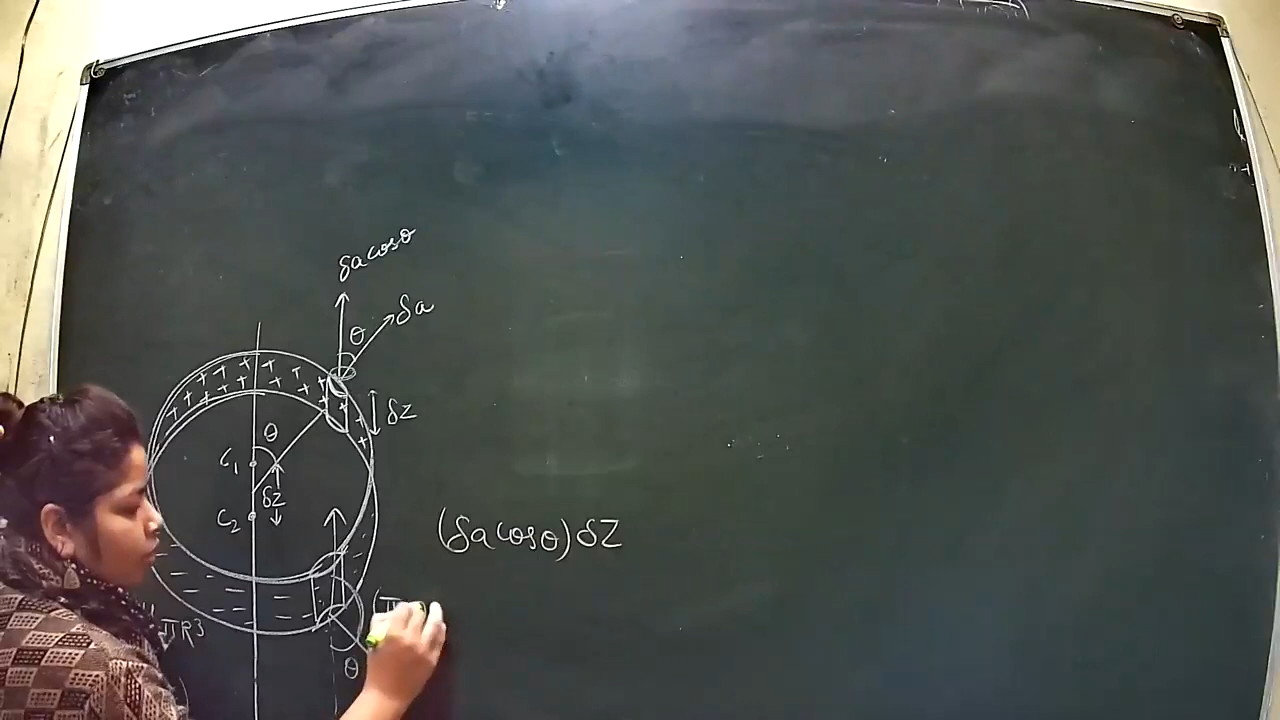 δa cosθ
θ
δa
δZ
θ
C₁
δZ
C₂
(δa cosθ) δZ
πR3
(π
θ